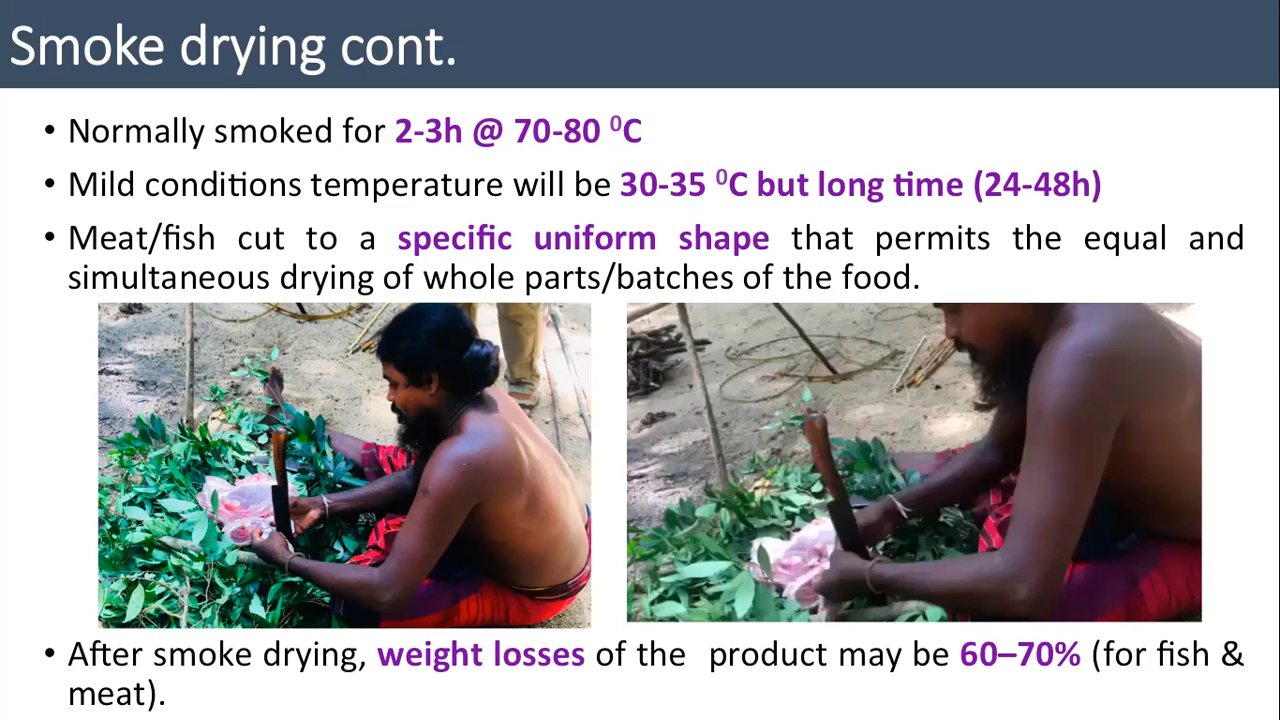 Smoke drying cont.
• Normally smoked for 2-3h @ 70-80 ⁰C
• Mild conditions temperature will be 30-35 ⁰C but long time (24-48h)
• Meat/fish cut to a specific uniform shape that permits the equal and
simultaneous drying of whole parts/batches of the food.
• After smoke drying, weight losses of the product may be 60–70% (for fish &
meat).